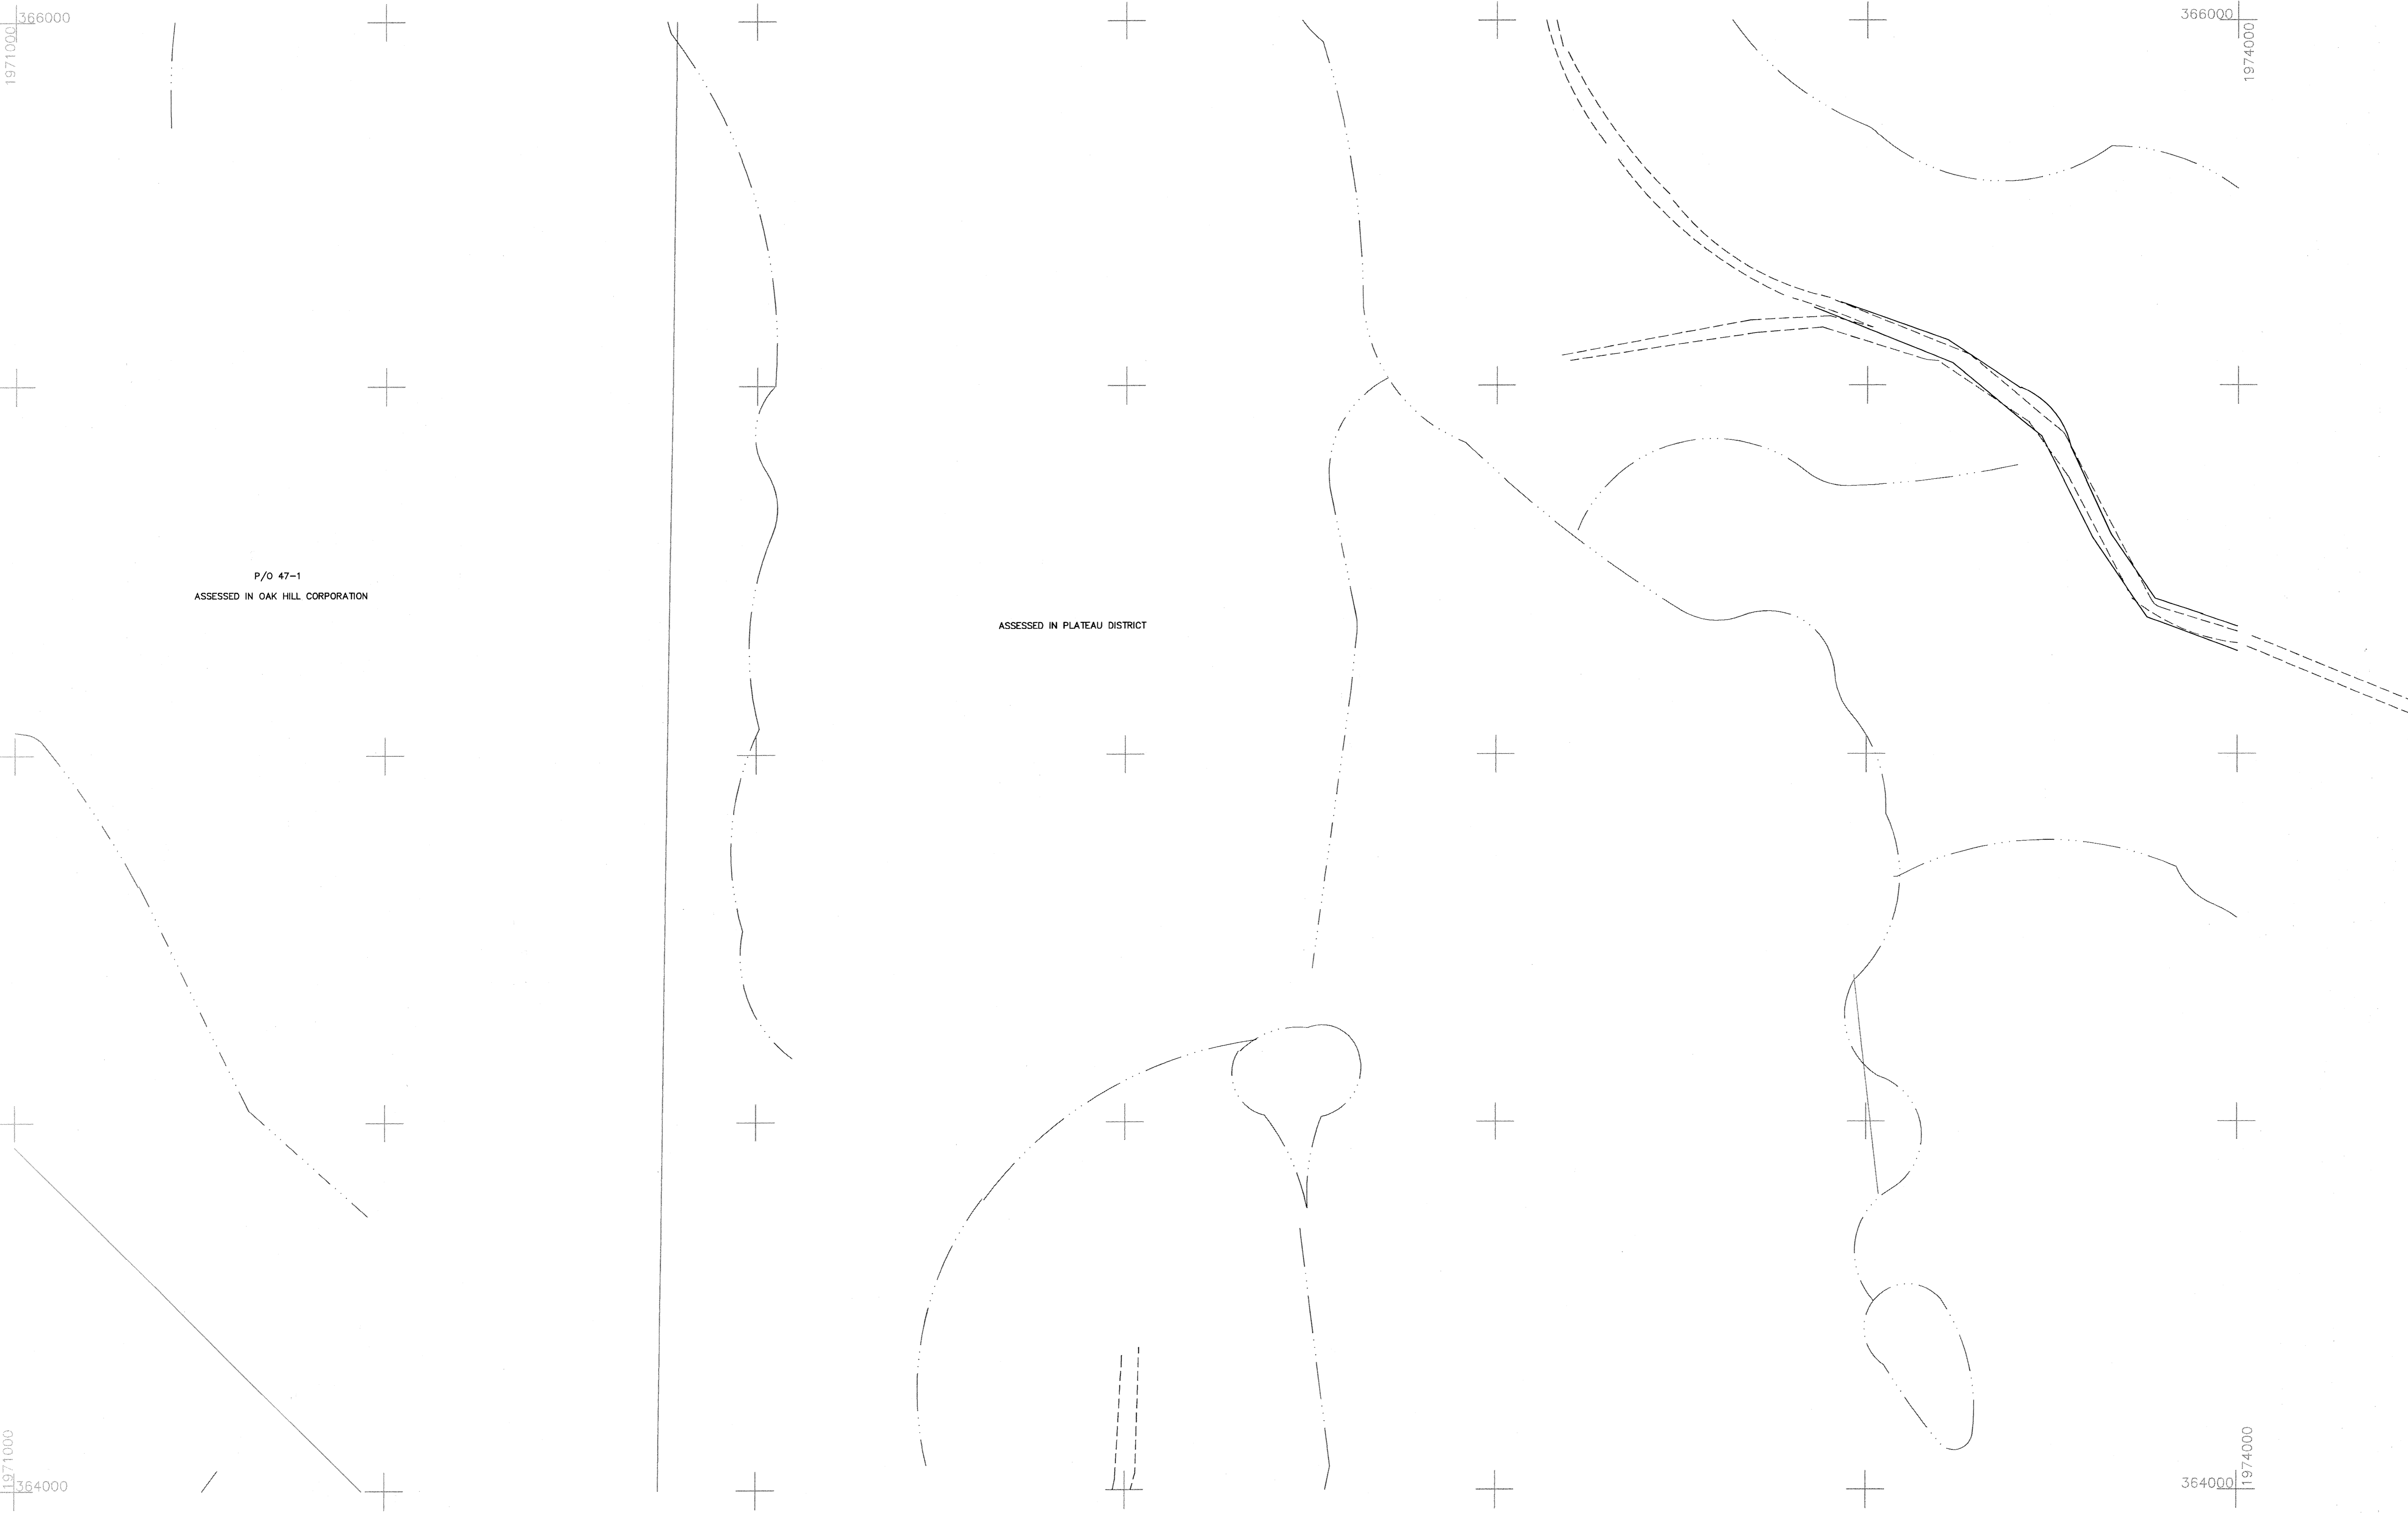 366000
366000
1971000
1974000
P/O 47-1
ASSESSED IN OAK HILL CORPORATION
ASSESSED IN PLATEAU DISTRICT
1971000
1974000
364000
364000